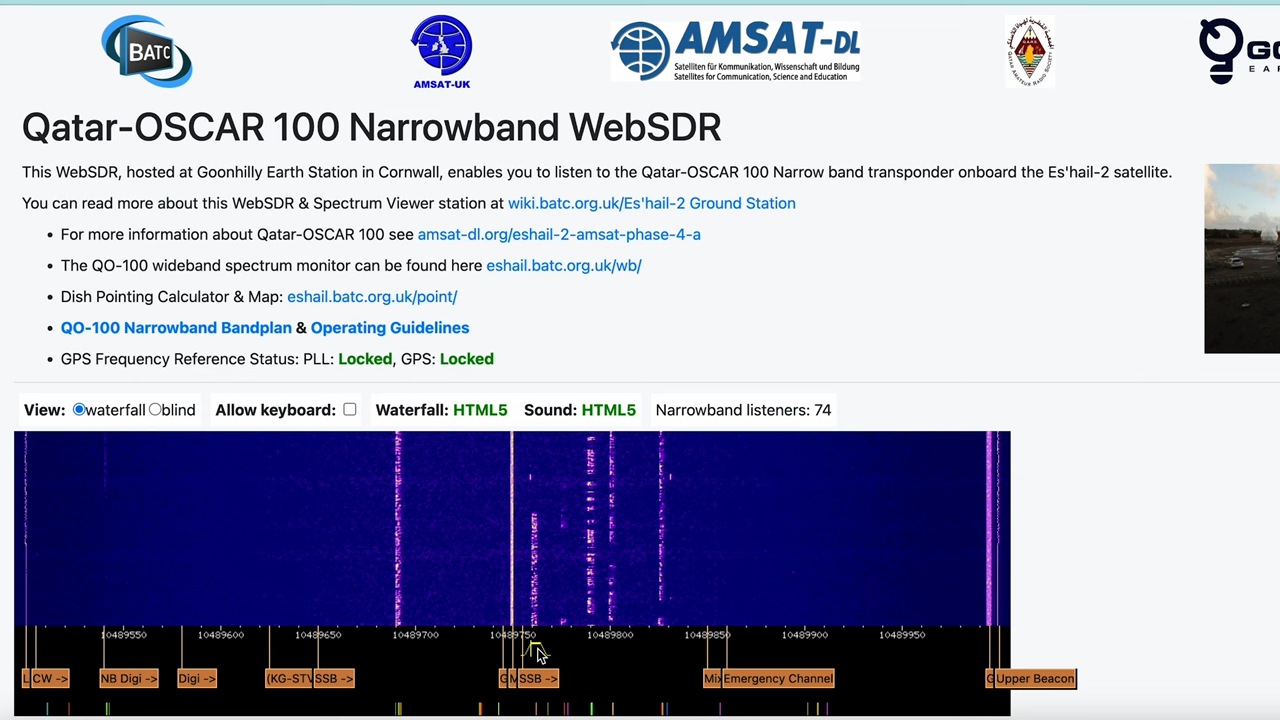 BATC
AMSAT-UK
AMSAT-DL
Satelliten für Kommunikation, Wissenschaft und Bildung
Satellites for Communication, Science and Education
GO
EAR
Qatar-OSCAR 100 Narrowband WebSDR
This WebSDR, hosted at Goonhilly Earth Station in Cornwall, enables you to listen to the Qatar-OSCAR 100 Narrow band transponder onboard the Es'hail-2 satellite.
You can read more about this WebSDR & Spectrum Viewer station at wiki.batc.org.uk/Es'hail-2 Ground Station
• For more information about Qatar-OSCAR 100 see amsat-dl.org/eshail-2-amsat-phase-4-a
• The QO-100 wideband spectrum monitor can be found here eshail.batc.org.uk/wb/
• Dish Pointing Calculator & Map: eshail.batc.org.uk/point/
• QO-100 Narrowband Bandplan & Operating Guidelines
• GPS Frequency Reference Status: PLL: Locked, GPS: Locked
View: waterfall blind Allow keyboard: Waterfall: HTML5 Sound: HTML5 Narrowband listeners: 74
10489550 10489600 10489650 10489700 10489750 10489800 10489850 10489900 10489950
L CW -> NB Digi -> Digi -> (KG-STV SSB -> G M SSB -> Mix Emergency Channel G Upper Beacon